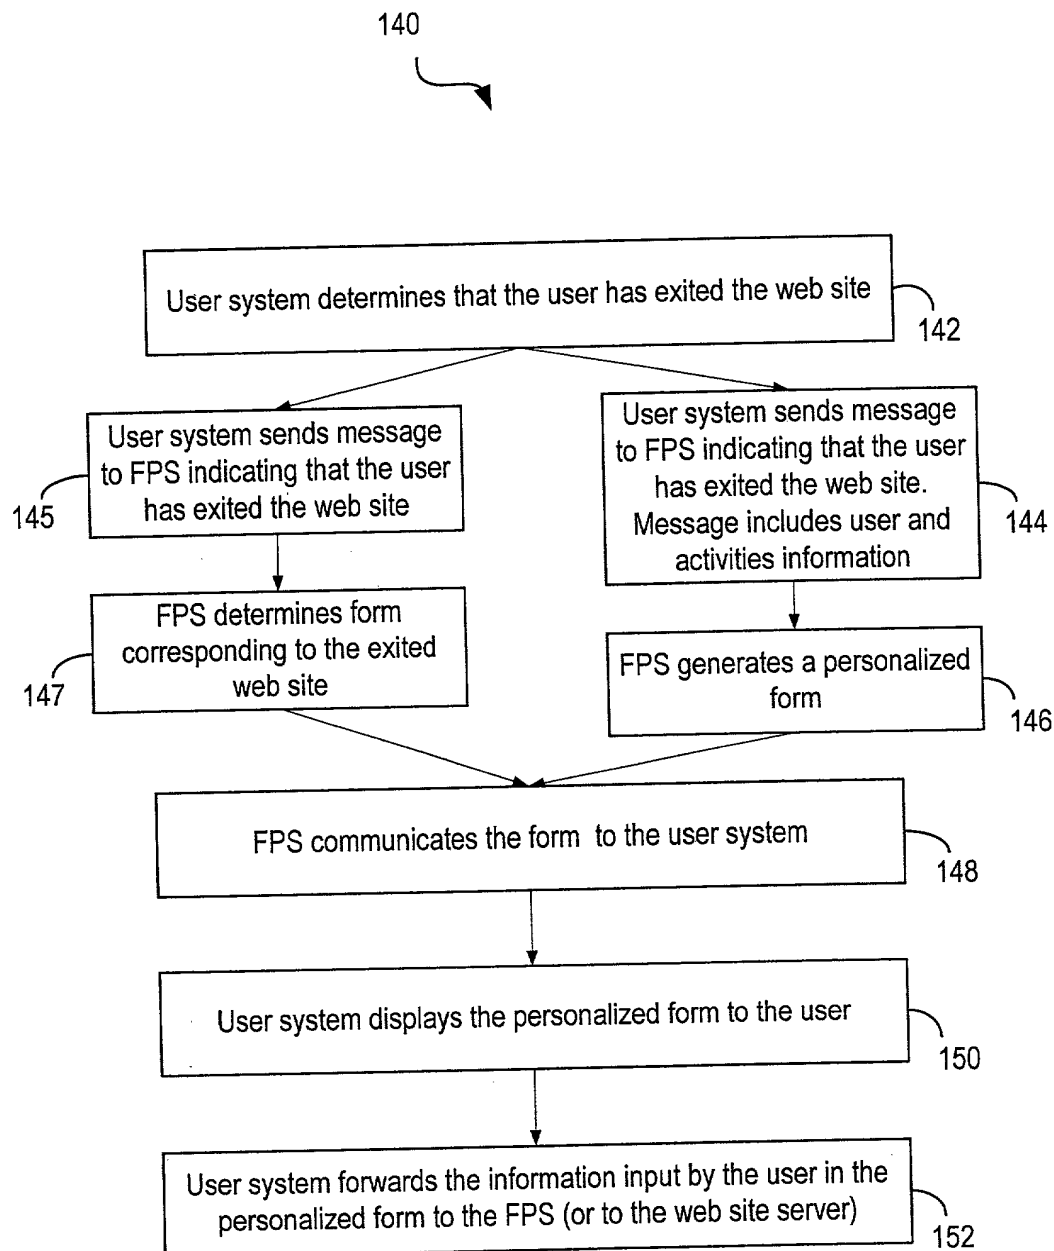 140
User system determines that the user has exited the web site
142
User system sends message
to FPS indicating that the user
has exited the web site
145
User system sends message
to FPS indicating that the user
has exited the web site.
Message includes user and
activities information
144
FPS determines form
corresponding to the exited
web site
147
FPS generates a personalized
form
146
FPS communicates the form to the user system
148
User system displays the personalized form to the user
150
User system forwards the information input by the user in the
personalized form to the FPS (or to the web site server)
152